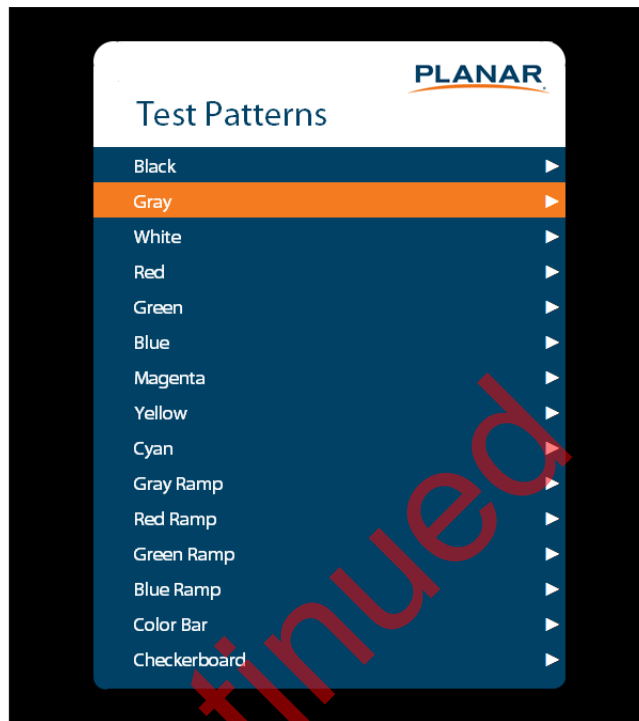 PLANAR
Test Patterns
Black
Gray
White
Red
Green
Blue
Magenta
Yellow
Cyan
Gray Ramp
Red Ramp
Green Ramp
Blue Ramp
Color Bar
Checkerboard
tinued